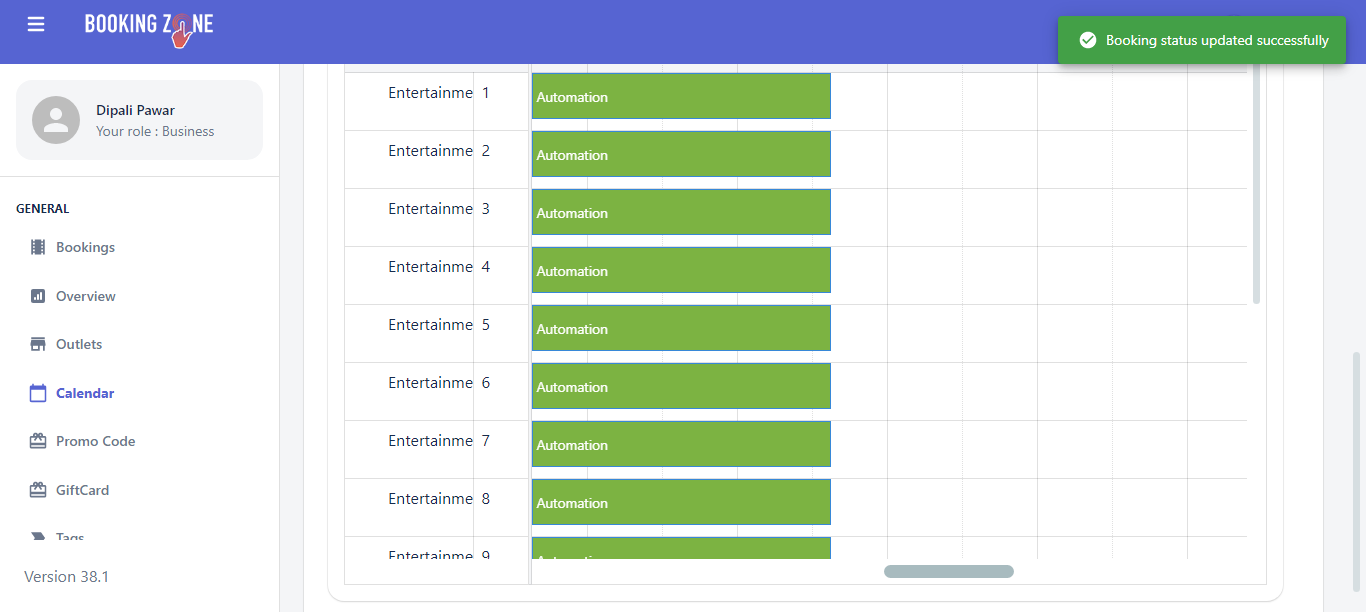 BOOKING ZONE
Booking status updated successfully
Dipali Pawar
Your role : Business
GENERAL
Bookings
Overview
Outlets
Calendar
Promo Code
GiftCard
Tags
Version 38.1
Entertainme 1 Automation
Entertainme 2 Automation
Entertainme 3 Automation
Entertainme 4 Automation
Entertainme 5 Automation
Entertainme 6 Automation
Entertainme 7 Automation
Entertainme 8 Automation
Entertainme 9 Automation